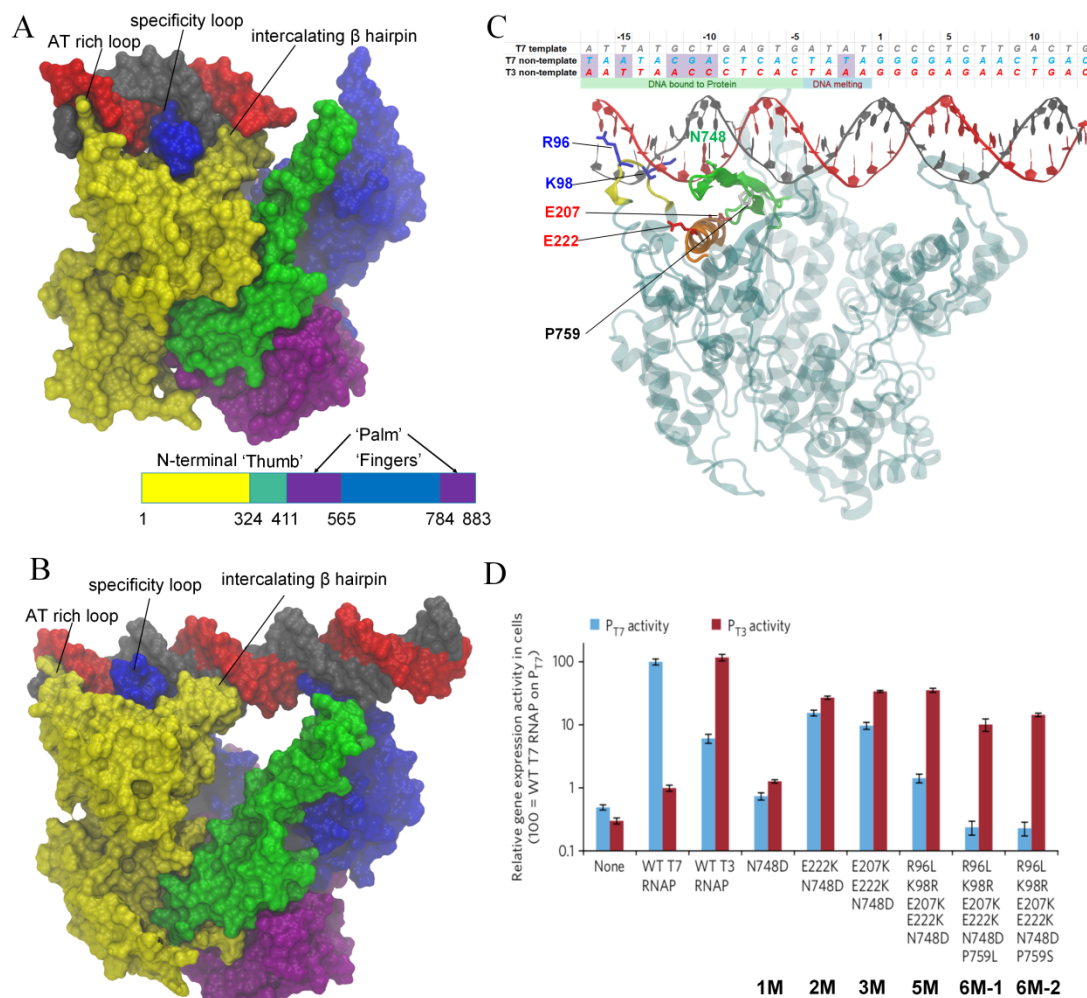 A
AT rich loop
specificity loop
intercalating β hairpin
'Palm'
N-terminal 'Thumb' 'Fingers'
1 324 411 565 784 883
B
specificity loop
intercalating β hairpin
AT rich loop
C
-15 -10 -5 1 5 10
T7 template A T T A T G C T G A G T G A T A T C C C C T C T T G A C T G
T7 non-template T A A T A C G A C T C A C T A T A G G G G A G A A C T G A C
T3 non-template A A T T A A C C C T C A C T A A A G G G G A G A A C T G A C
DNA bound to Protein DNA melting
R96
N748
K98
E207
E222
P759
D
P T7 activity P T3 activity
Relative gene expression activity in cells
(100 = WT T7 RNAP on P T7)
100
10
1
0.1
None
WT T7
RNAP
WT T3
RNAP
N748D
E222K
N748D
E207K
E222K
N748D
R96L
K98R
E207K
E222K
N748D
R96L
K98R
E207K
E222K
N748D
P759L
R96L
K98R
E207K
E222K
N748D
P759S
1M 2M 3M 5M 6M-1 6M-2